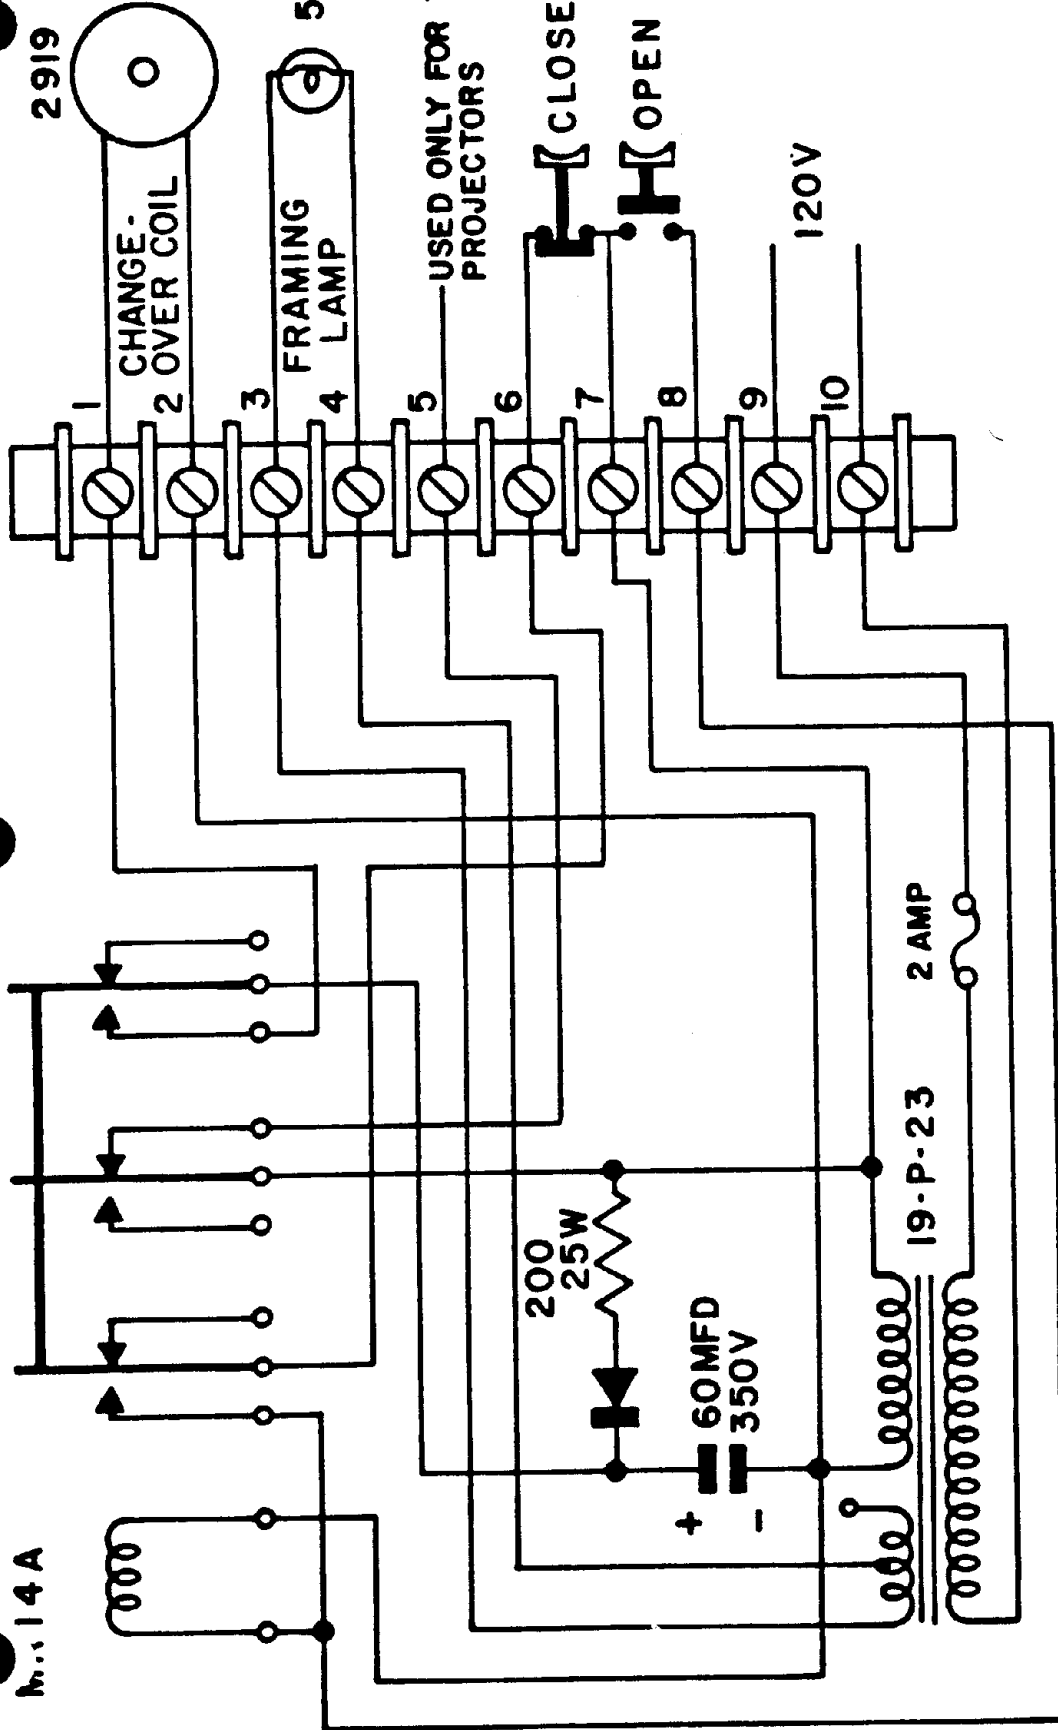 2919
CHANGE-
OVER COIL
FRAMING
LAMP
5
USED ONLY FOR
PROJECTORS
CLOSE
OPEN
120V
1
2
3
4
5
6
7
8
9
10
2 AMP
19-P-23
200
25W
60MFD
350V
+
-
14A